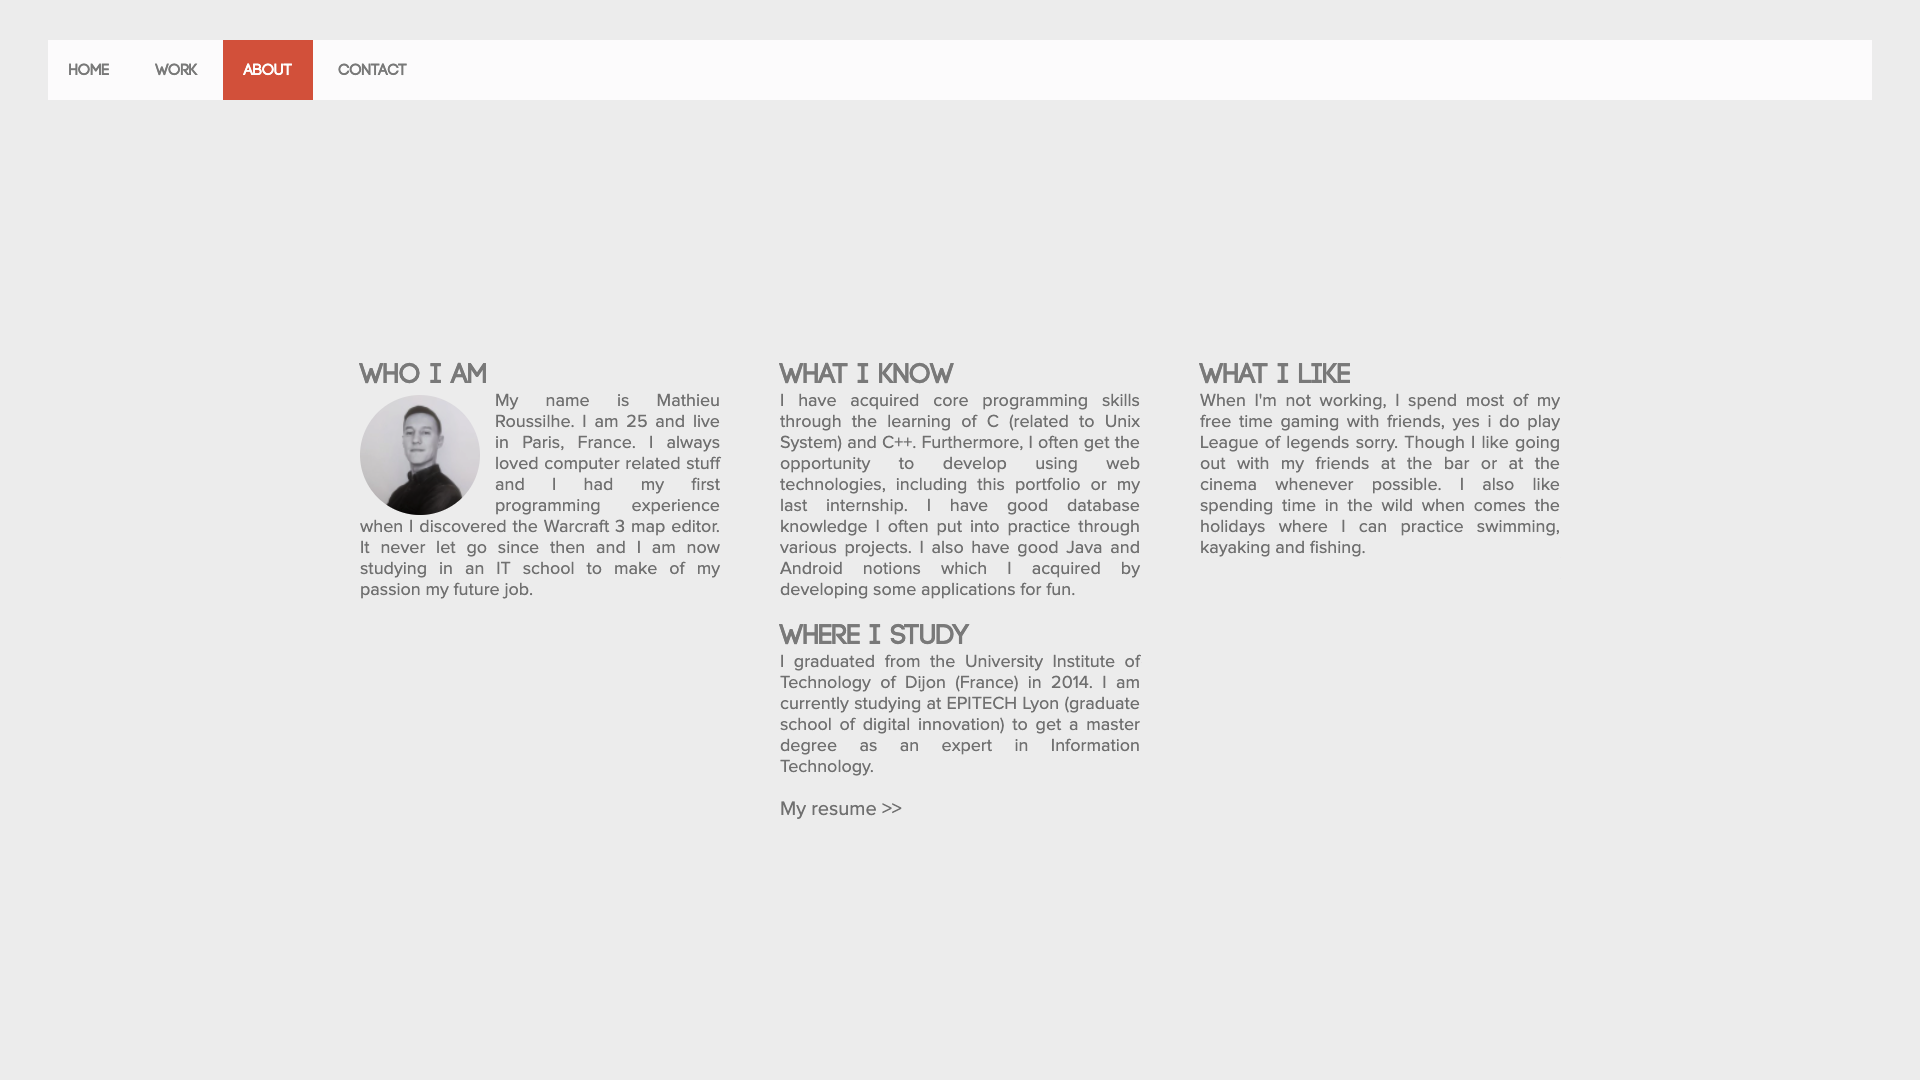 HOME
WORK
ABOUT
CONTACT
WHO I AM
My name is Mathieu
Roussilhe. I am 25 and live
in Paris, France. I always
loved computer related stuff
and I had my first
programming experience
when I discovered the Warcraft 3 map editor.
It never let go since then and I am now
studying in an IT school to make of my
passion my future job.
WHAT I KNOW
I have acquired core programming skills
through the learning of C (related to Unix
System) and C++. Furthermore, I often get the
opportunity to develop using web
technologies, including this portfolio or my
last internship. I have good database
knowledge I often put into practice through
various projects. I also have good Java and
Android notions which I acquired by
developing some applications for fun.
WHERE I STUDY
I graduated from the University Institute of
Technology of Dijon (France) in 2014. I am
currently studying at EPITECH Lyon (graduate
school of digital innovation) to get a master
degree as an expert in Information
Technology.
My resume >>
WHAT I LIKE
When I'm not working, I spend most of my
free time gaming with friends, yes i do play
League of legends sorry. Though I like going
out with my friends at the bar or at the
cinema whenever possible. I also like
spending time in the wild when comes the
holidays where I can practice swimming,
kayaking and fishing.